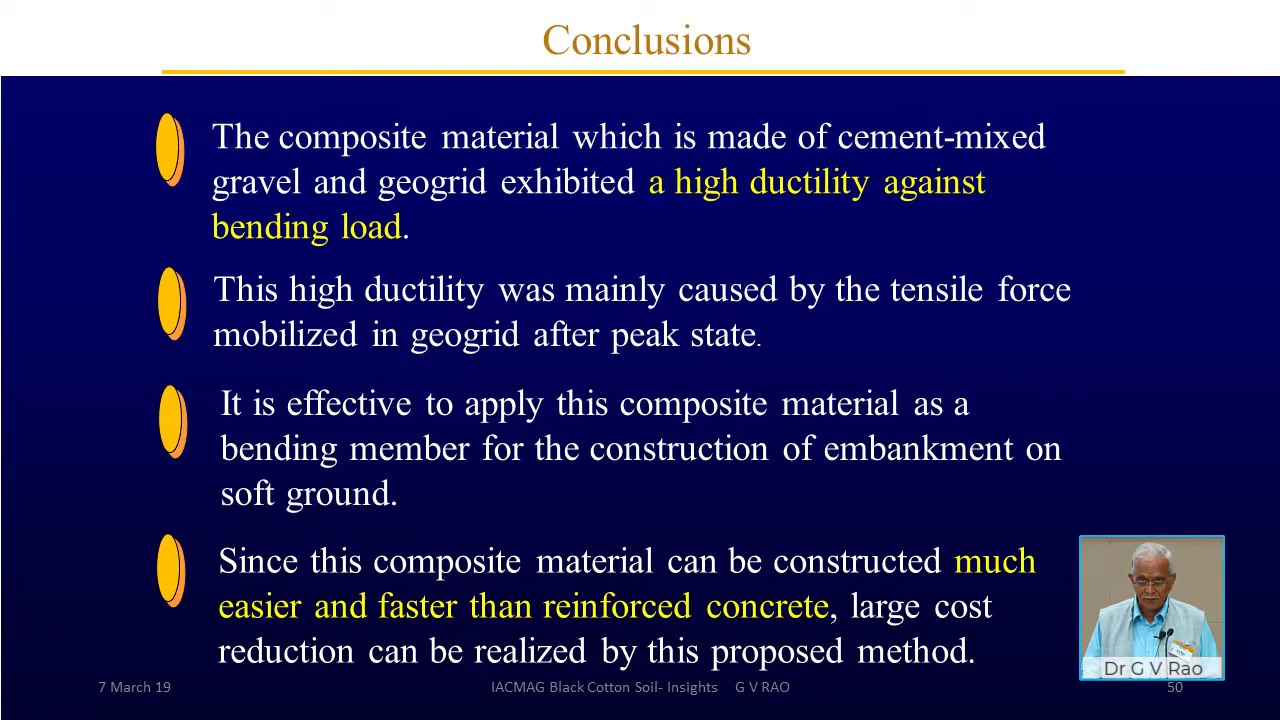 Conclusions
The composite material which is made of cement-mixed
gravel and geogrid exhibited a high ductility against
bending load.
This high ductility was mainly caused by the tensile force
mobilized in geogrid after peak state.
It is effective to apply this composite material as a
bending member for the construction of embankment on
soft ground.
Since this composite material can be constructed much
easier and faster than reinforced concrete, large cost
reduction can be realized by this proposed method.
Dr G V Rao
7 March 19
IACMAG Black Cotton Soil- Insights G V RAO
50